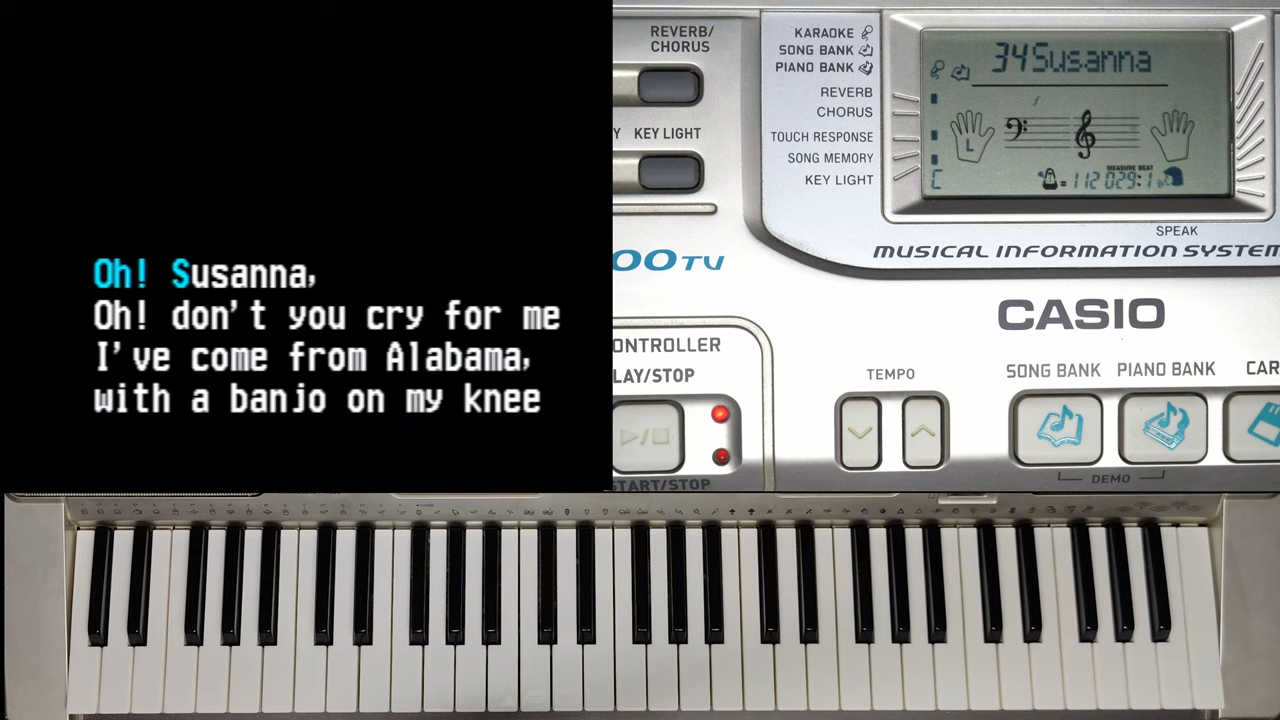 Oh! Susanna,
Oh! don't you cry for me
I've come from Alabama,
with a banjo on my knee
REVERB/
CHORUS
KEY LIGHT
KARAOKE
SONG BANK
PIANO BANK
REVERB
CHORUS
TOUCH RESPONSE
SONG MEMORY
KEY LIGHT
34Susanna
L
MEASURE BEAT
C
=112 029:1
SPEAK
00TV
MUSICAL INFORMATION SYSTEM
CASIO
ONTROLLER
LAY/STOP
START/STOP
TEMPO
SONG BANK
PIANO BANK
CAR
DEMO